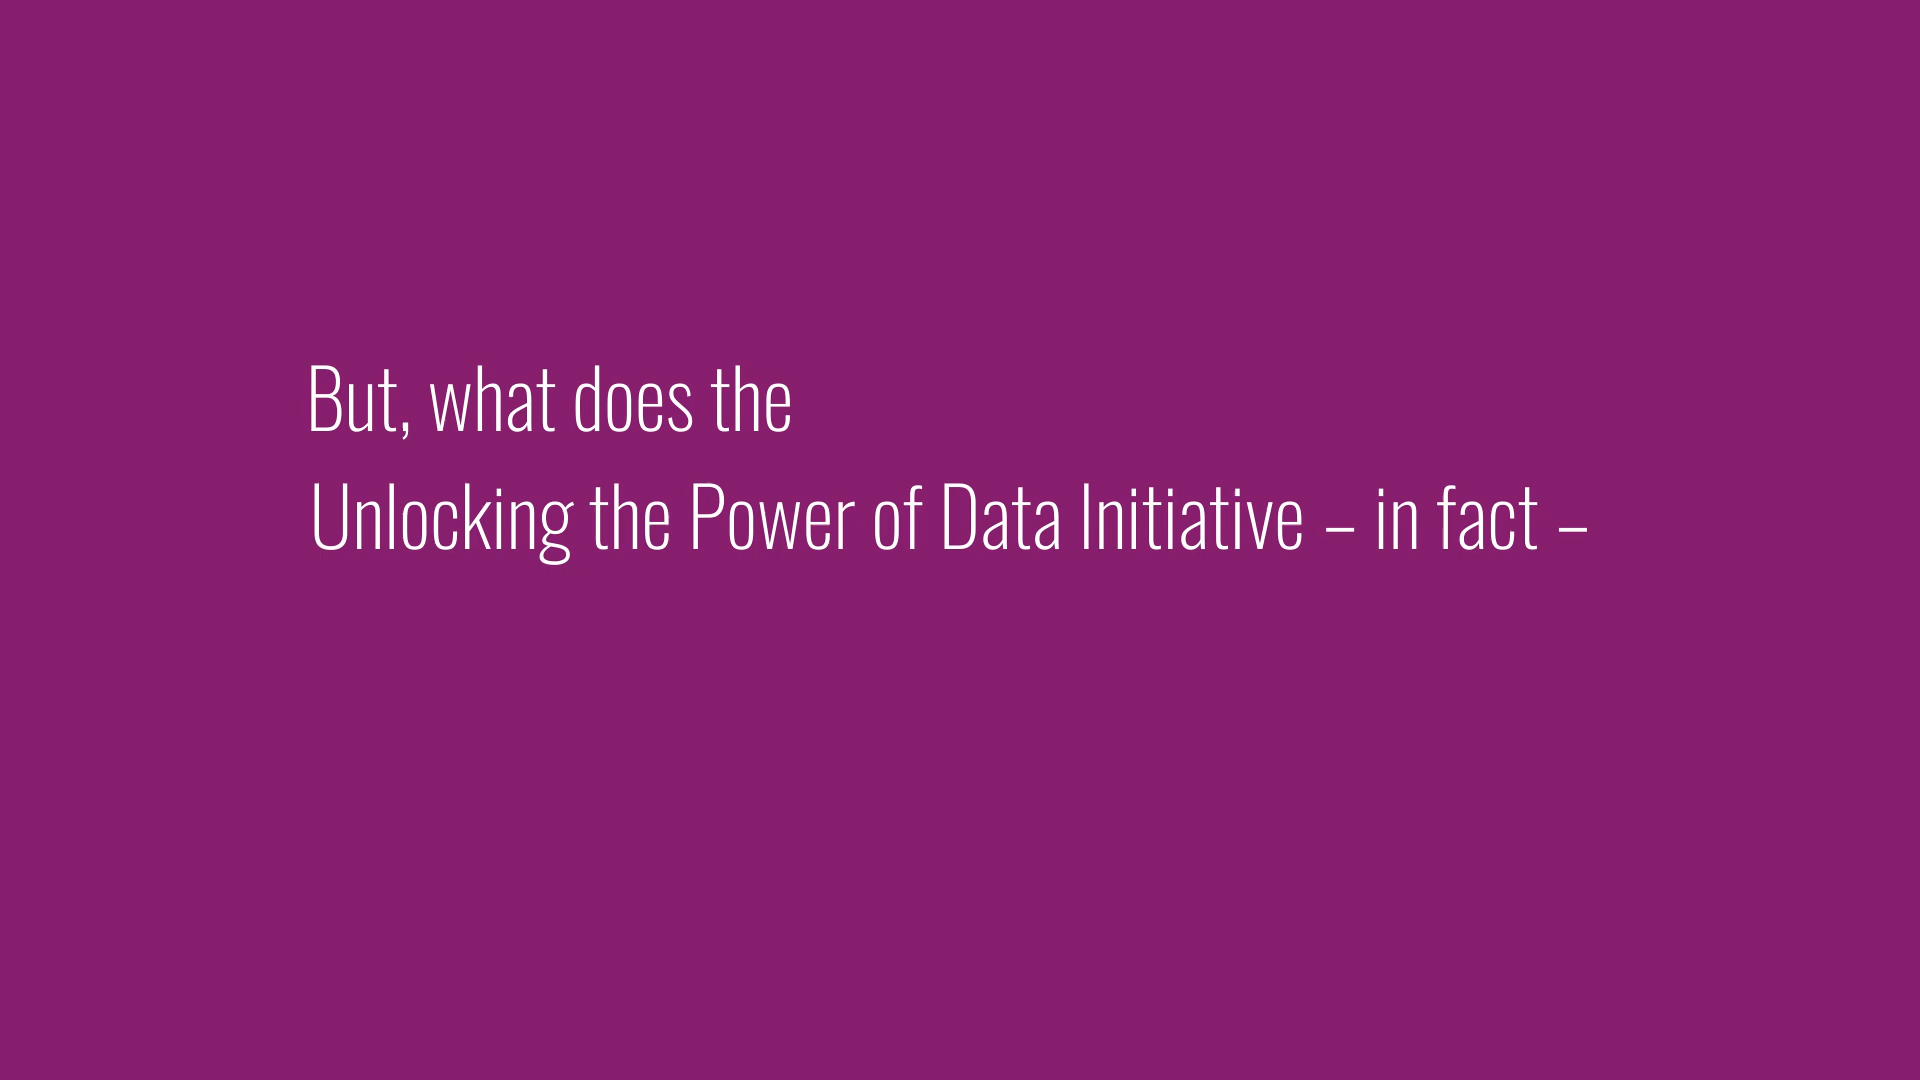 But, what does the
Unlocking the Power of Data Initiative – in fact –